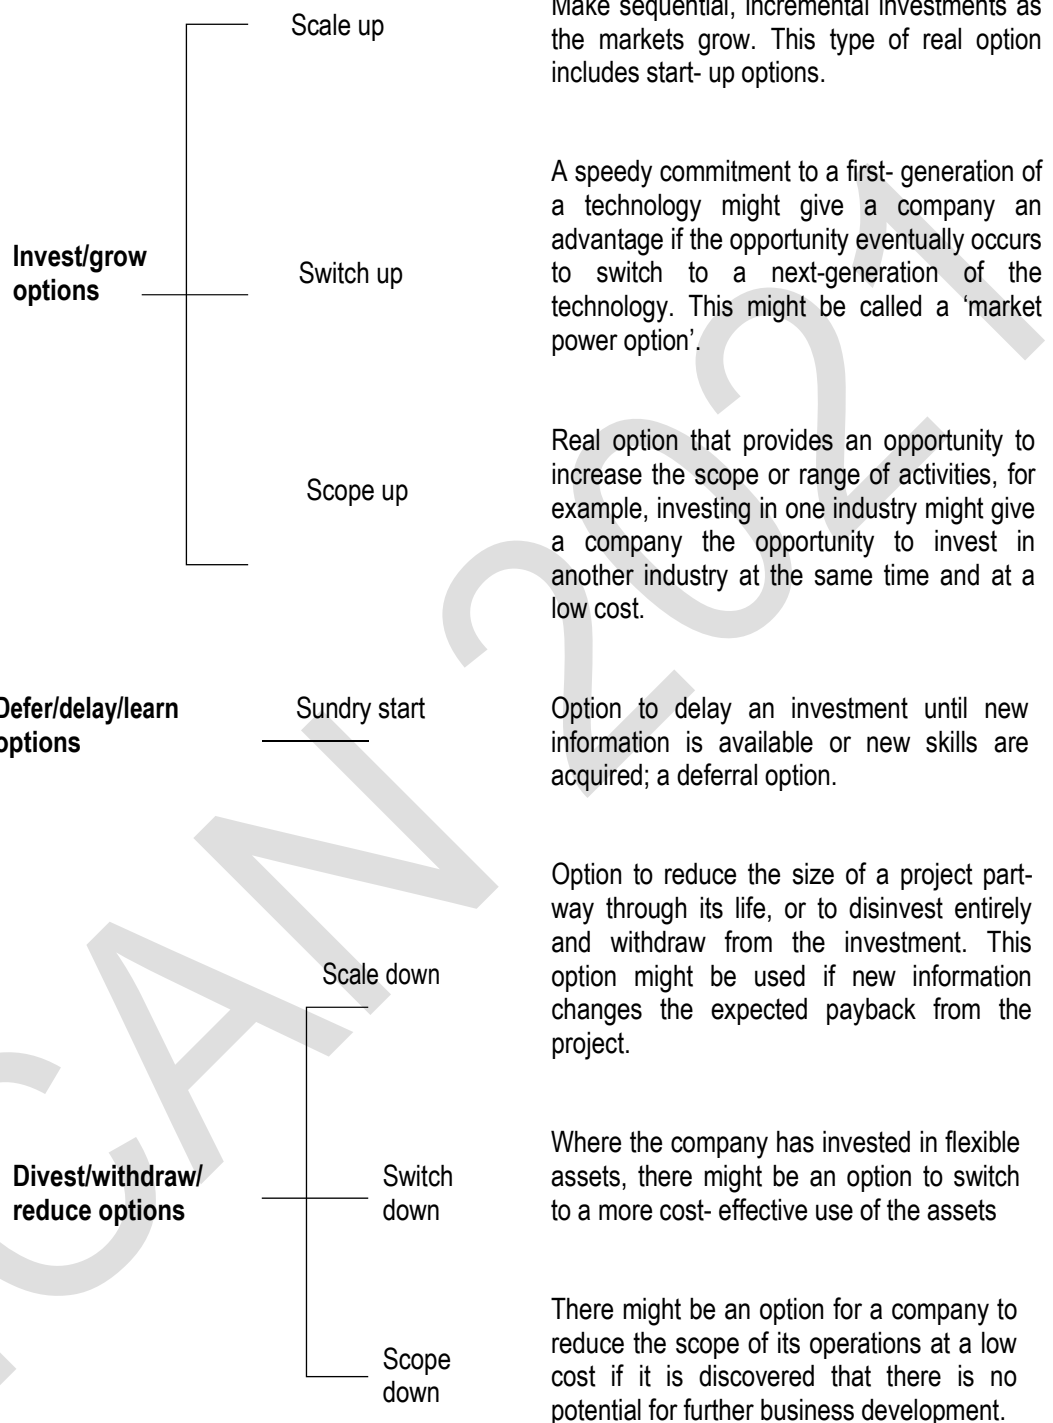 Scale up
Make sequential, incremental investments as
the markets grow. This type of real option
includes start- up options.
Invest/grow
options
Switch up
A speedy commitment to a first- generation of
a technology might give a company an
advantage if the opportunity eventually occurs
to switch to a next-generation of the
technology. This might be called a ‘market
power option’.
Scope up
Real option that provides an opportunity to
increase the scope or range of activities, for
example, investing in one industry might give
a company the opportunity to invest in
another industry at the same time and at a
low cost.
Defer/delay/learn
options
Sundry start
Option to delay an investment until new
information is available or new skills are
acquired; a deferral option.
Scale down
Option to reduce the size of a project part-
way through its life, or to disinvest entirely
and withdraw from the investment. This
option might be used if new information
changes the expected payback from the
project.
Divest/withdraw/
reduce options
Switch
down
Where the company has invested in flexible
assets, there might be an option to switch
to a more cost- effective use of the assets
Scope
down
There might be an option for a company to
reduce the scope of its operations at a low
cost if it is discovered that there is no
potential for further business development.
CAN 2021